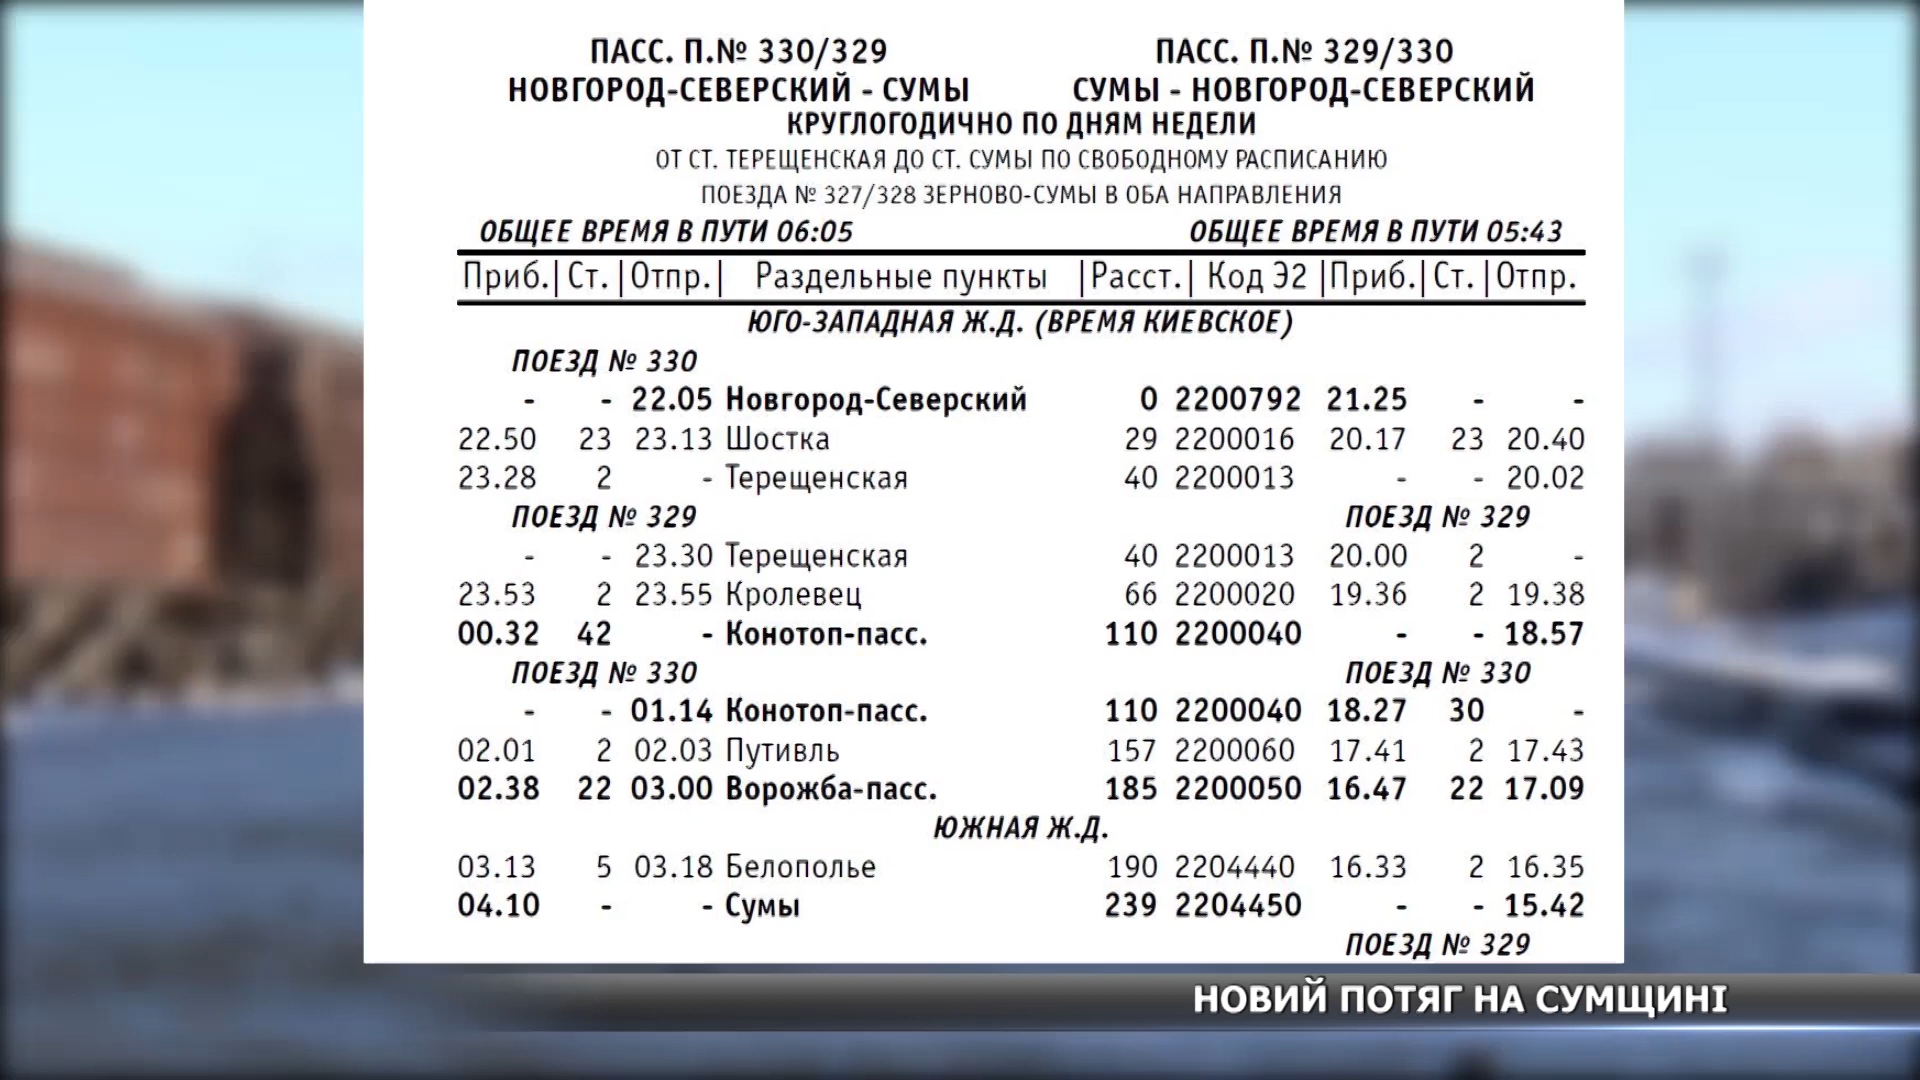 ПАСС. П.№ 330/329 ПАСС. П.№ 329/330
НОВГОРОД-СЕВЕРСКИЙ - СУМЫ СУМЫ - НОВГОРОД-СЕВЕРСКИЙ
КРУГЛОГОДИЧНО ПО ДНЯМ НЕДЕЛИ
ОТ СТ. ТЕРЕЩЕНСКАЯ ДО СТ. СУМЫ ПО СВОБОДНОМУ РАСПИСАНИЮ
ПОЕЗДА № 327/328 ЗЕРНОВО-СУМЫ В ОБА НАПРАВЛЕНИЯ
ОБЩЕЕ ВРЕМЯ В ПУТИ 06:05 ОБЩЕЕ ВРЕМЯ В ПУТИ 05:43
Приб.| Ст. |Отпр.| Раздельные пункты |Расст.| Код Э2 |Приб.|Ст.|Отпр.
ЮГО-ЗАПАДНАЯ Ж.Д. (ВРЕМЯ КИЕВСКОЕ)
ПОЕЗД № 330
- - 22.05 Новгород-Северский 0 2200792 21.25 - -
22.50 23 23.13 Шостка 29 2200016 20.17 23 20.40
23.28 2 - Терещенская 40 2200013 - - 20.02
ПОЕЗД № 329 ПОЕЗД № 329
- - 23.30 Терещенская 40 2200013 20.00 2 -
23.53 2 23.55 Кролевец 66 2200020 19.36 2 19.38
00.32 42 - Конотоп-пасс. 110 2200040 - - 18.57
ПОЕЗД № 330 ПОЕЗД № 330
- - 01.14 Конотоп-пасс. 110 2200040 18.27 30 -
02.01 2 02.03 Путивль 157 2200060 17.41 2 17.43
02.38 22 03.00 Ворожба-пасс. 185 2200050 16.47 22 17.09
ЮЖНАЯ Ж.Д.
03.13 5 03.18 Белополье 190 2204440 16.33 2 16.35
04.10 - - Сумы 239 2204450 - - 15.42
ПОЕЗД № 329
НОВИЙ ПОТЯГ НА СУМЩИНІ